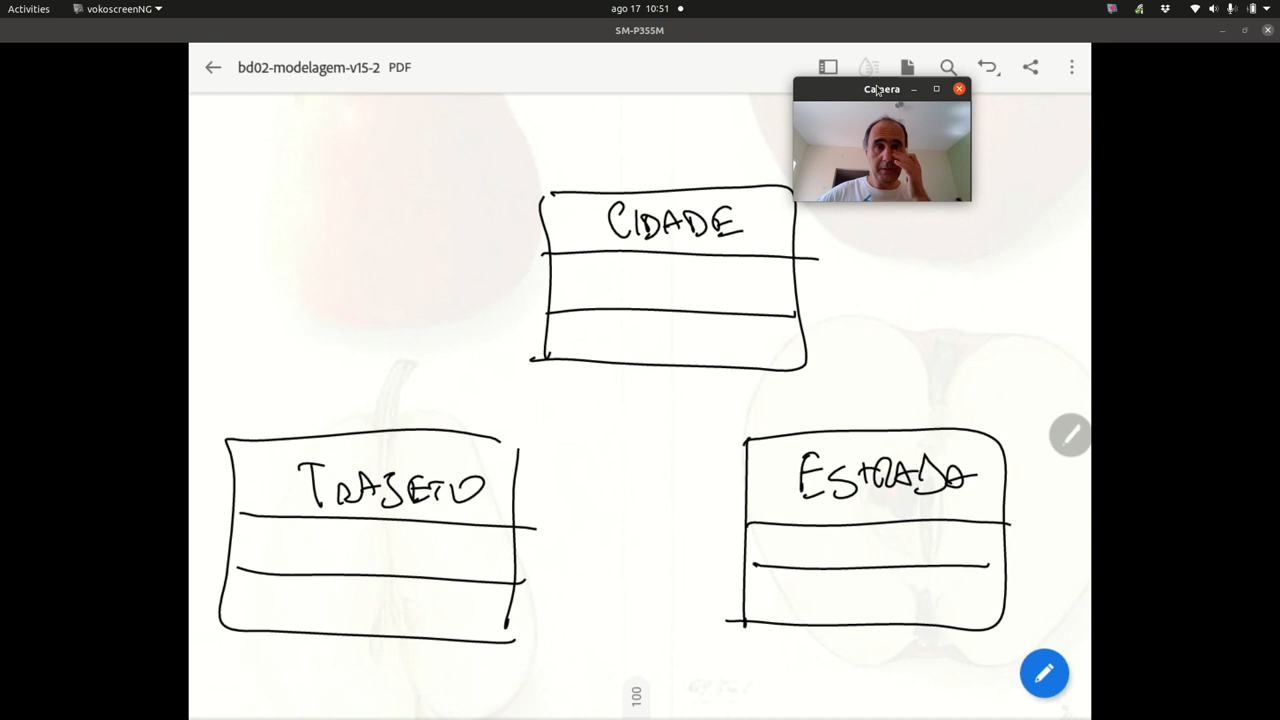 Activities vokoscreenNG ago 17 10:51
SM-P355M
bd02-modelagem-v15-2 PDF
Camera
CIDADE
TRAJETO
ESTRADA
100